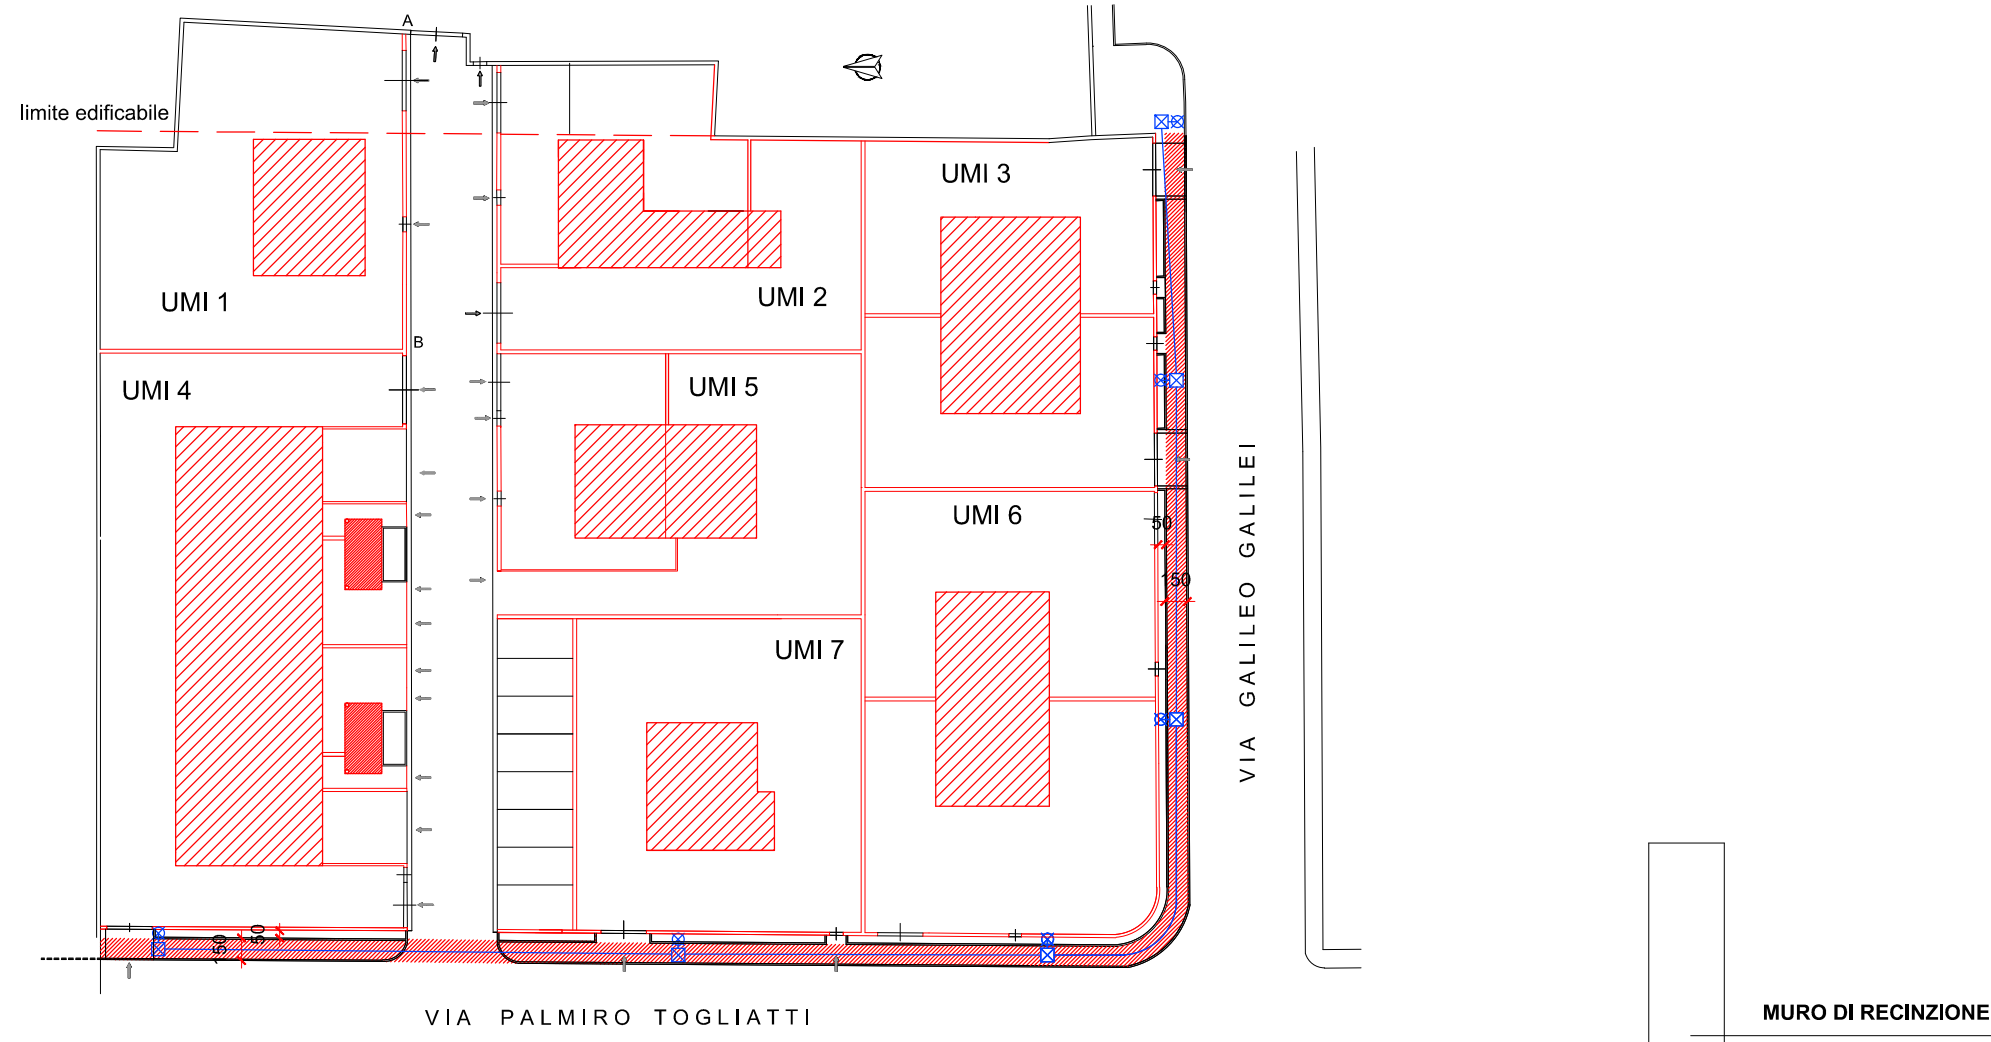 A
limite edificabile
UMI 3
UMI 1
UMI 2
B
UMI 4
UMI 5
UMI 6
50
150
VIA GALILEO GALILEI
UMI 7
150
50
VIA PALMIRO TOGLIATTI
MURO DI RECINZIONE